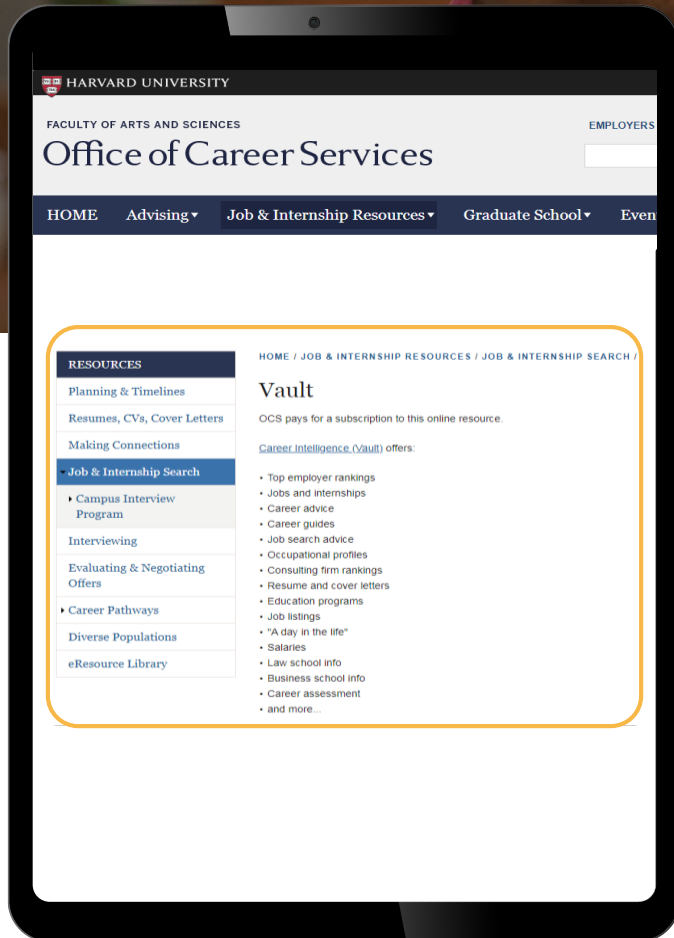 HARVARD UNIVERSITY
FACULTY OF ARTS AND SCIENCES
Office of Career Services
EMPLOYERS
HOME Advising▾ Job & Internship Resources▾ Graduate School▾ Even
RESOURCES
Planning & Timelines
Resumes, CVs, Cover Letters
Making Connections
Job & Internship Search
Campus Interview
Program
Interviewing
Evaluating & Negotiating
Offers
Career Pathways
Diverse Populations
eResource Library
HOME / JOB & INTERNSHIP RESOURCES / JOB & INTERNSHIP SEARCH /
Vault
OCS pays for a subscription to this online resource.
Career Intelligence (Vault) offers:
• Top employer rankings
• Jobs and internships
• Career advice
• Career guides
• Job search advice
• Occupational profiles
• Consulting firm rankings
• Resume and cover letters
• Education programs
• Job listings
• "A day in the life"
• Salaries
• Law school info
• Business school info
• Career assessment
• and more...